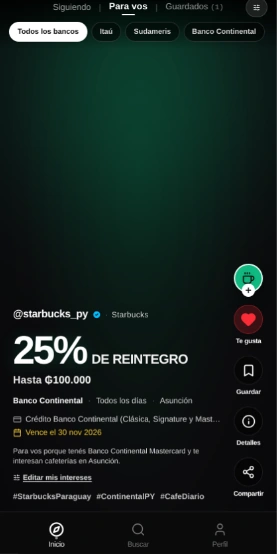 Siguiendo | Para vos | Guardados (3)
Todos los bancos Itaú Sudameris Banco Continental
@starbucks_py · Starbucks
25% DE REINTEGRO
Te gusta
Hasta ₲100.000
Guardar
Banco Continental · Todos los días · Asunción
Crédito Banco Continental (Clásica, Signature y Mast...
Vence el 30 nov 2026
Detalles
Para vos porque tenés Banco Continental Mastercard y te
interesan cafeterías en Asunción.
Editar mis intereses
Compartir
#StarbucksParaguay #ContinentalPY #CafeDiario
Inicio Buscar Perfil